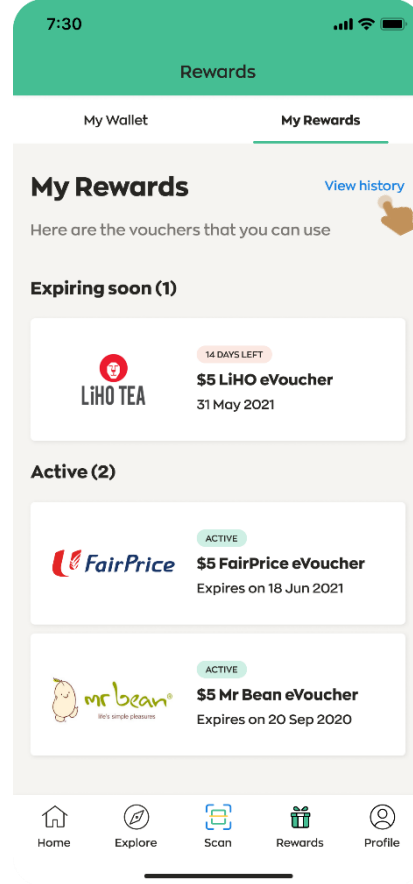 7:30
Rewards
My Wallet
My Rewards
My Rewards
View history
Here are the vouchers that you can use
Expiring soon (1)
14 DAYS LEFT
LiHO TEA
$5 LiHO eVoucher
31 May 2021
Active (2)
ACTIVE
FairPrice
$5 FairPrice eVoucher
Expires on 18 Jun 2021
ACTIVE
mr bean®
life's simple pleasures
$5 Mr Bean eVoucher
Expires on 20 Sep 2020
Home
Explore
Scan
Rewards
Profile